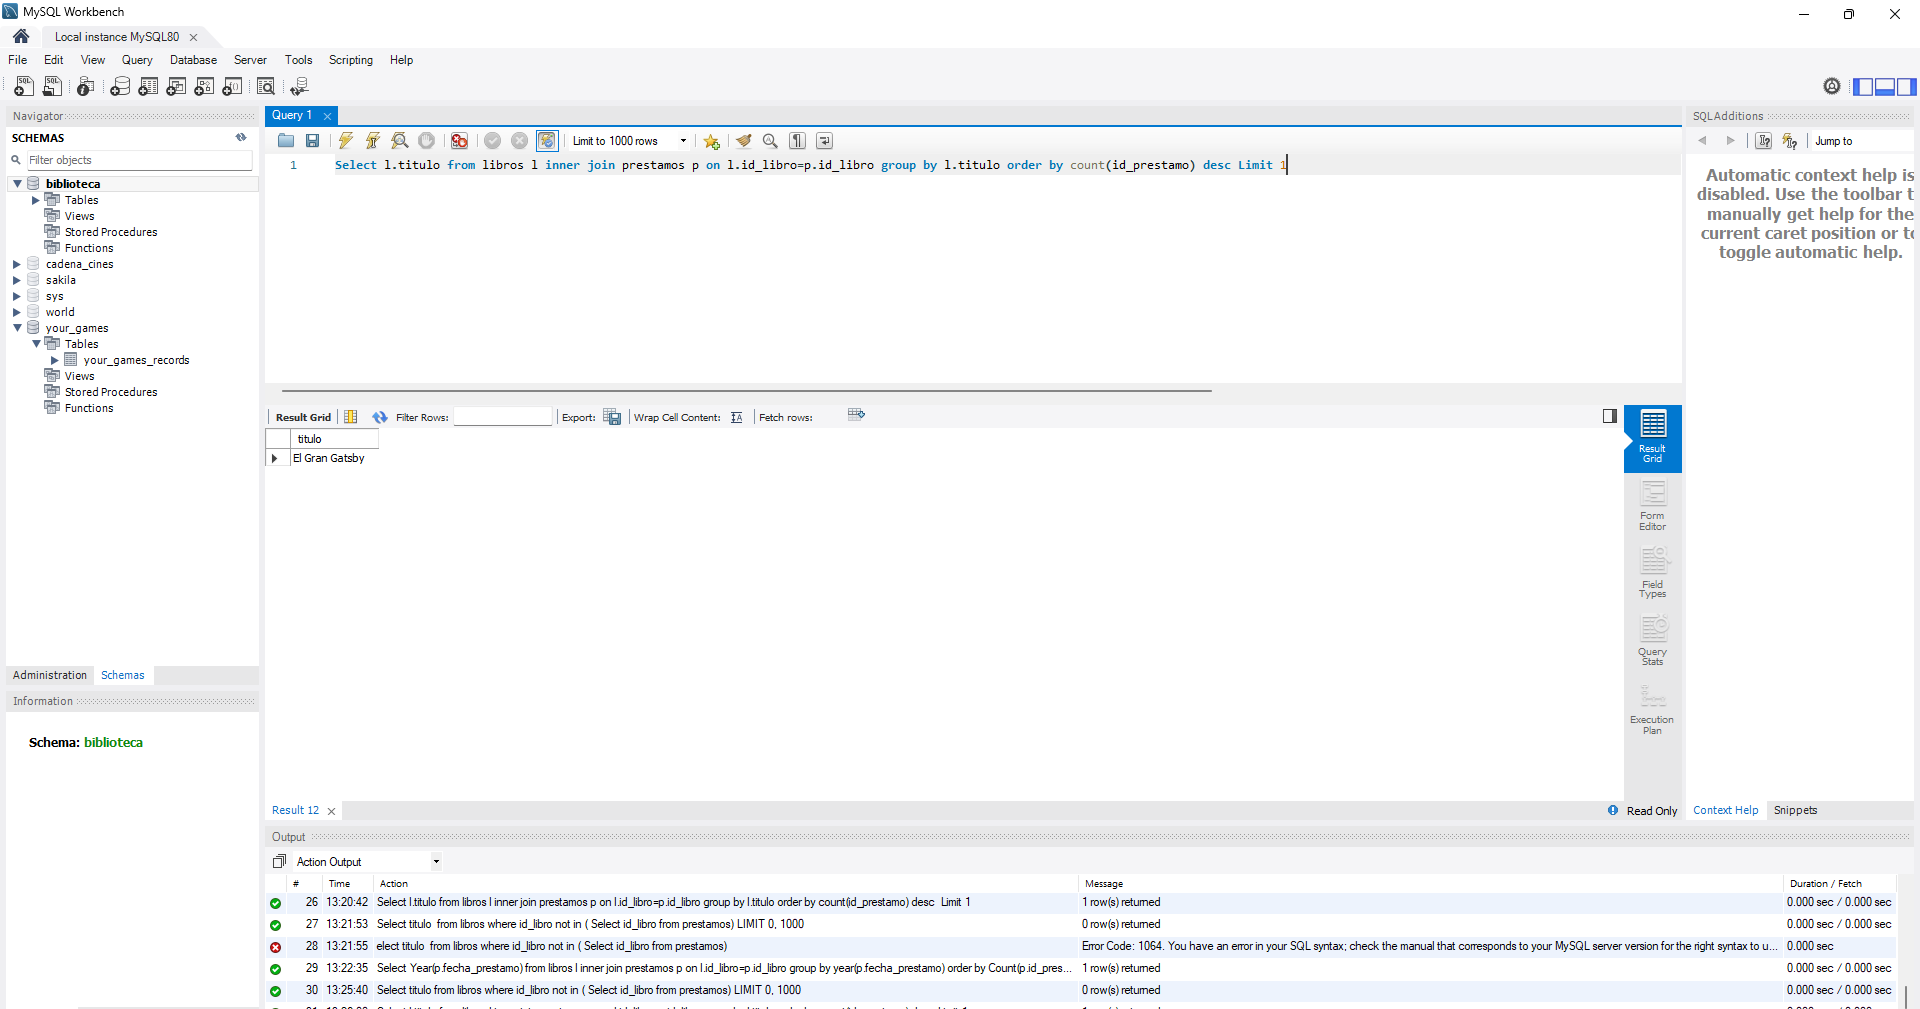 MySQL Workbench
Local instance MySQL80
File Edit View Query Database Server Tools Scripting Help
Navigator
SCHEMAS
Filter objects
biblioteca
Tables
Views
Stored Procedures
Functions
cadena_cines
sakila
sys
world
your_games
Tables
your_games_records
Views
Stored Procedures
Functions
Administration Schemas
Information
Schema: biblioteca
Query 1
Limit to 1000 rows
1 Select l.titulo from libros l inner join prestamos p on l.id_libro=p.id_libro group by l.titulo order by count(id_prestamo) desc Limit 1
Result Grid Filter Rows: Export: Wrap Cell Content: Fetch rows:
titulo
El Gran Gatsby
Result Grid
Form Editor
Field Types
Query Stats
Execution Plan
Result 12
Read Only
SQLAdditions
Jump to
Automatic context help is
disabled. Use the toolbar t
manually get help for the
current caret position or to
toggle automatic help.
Context Help Snippets
Output
Action Output
# Time Action Message Duration / Fetch
26 13:20:42 Select l.titulo from libros l inner join prestamos p on l.id_libro=p.id_libro group by l.titulo order by count(id_prestamo) desc Limit 1 1 row(s) returned 0.000 sec / 0.000 sec
27 13:21:53 Select titulo from libros where id_libro not in ( Select id_libro from prestamos) LIMIT 0, 1000 0 row(s) returned 0.000 sec / 0.000 sec
28 13:21:55 elect titulo from libros where id_libro not in ( Select id_libro from prestamos) Error Code: 1064. You have an error in your SQL syntax; check the manual that corresponds to your MySQL server version for the right syntax to u... 0.000 sec
29 13:22:35 Select Year(p.fecha_prestamo) from libros l inner join prestamos p on l.id_libro=p.id_libro group by year(p.fecha_prestamo) order by Count(p.id_pres... 1 row(s) returned 0.000 sec / 0.000 sec
30 13:25:40 Select titulo from libros where id_libro not in ( Select id_libro from prestamos) LIMIT 0, 1000 0 row(s) returned 0.000 sec / 0.000 sec